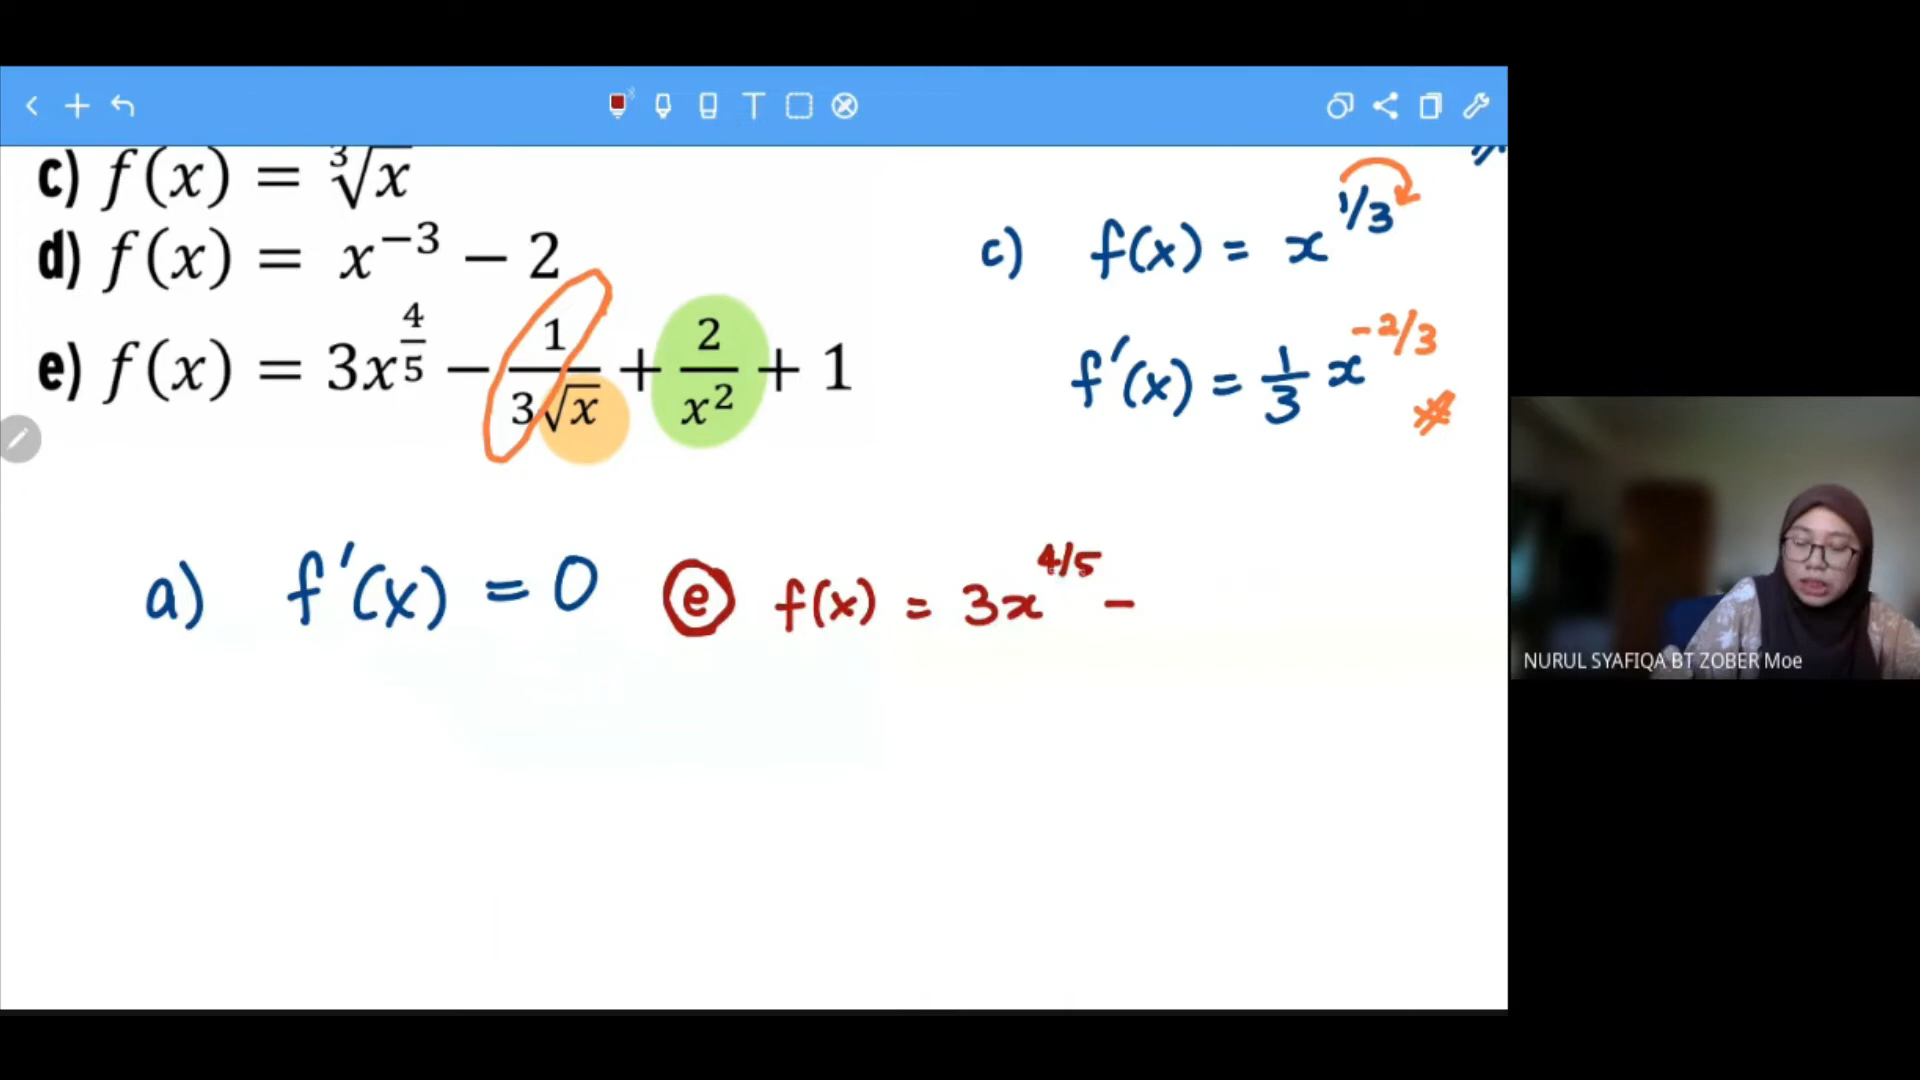 c) f(x) = ∛x
d) f(x) = x⁻³ − 2
e) f(x) = 3x^(4/5) − 1/(3√x) + 2/x² + 1
c) f(x) = x^(1/3)
f'(x) = 1/3 x^(-2/3)
a) f'(x) = 0
e f(x) = 3x^(4/5) −
NURUL SYAFIQA BT ZOBER Moe